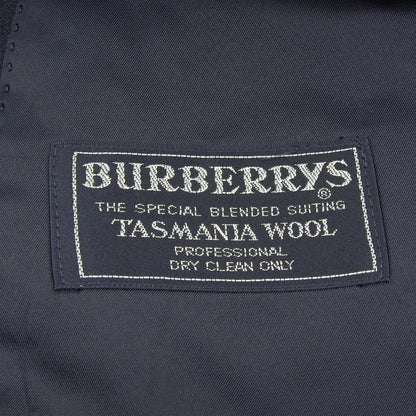 BURBERRYS
®
THE SPECIAL BLENDED SUITING
TASMANIA WOOL
PROFESSIONAL
DRY CLEAN ONLY